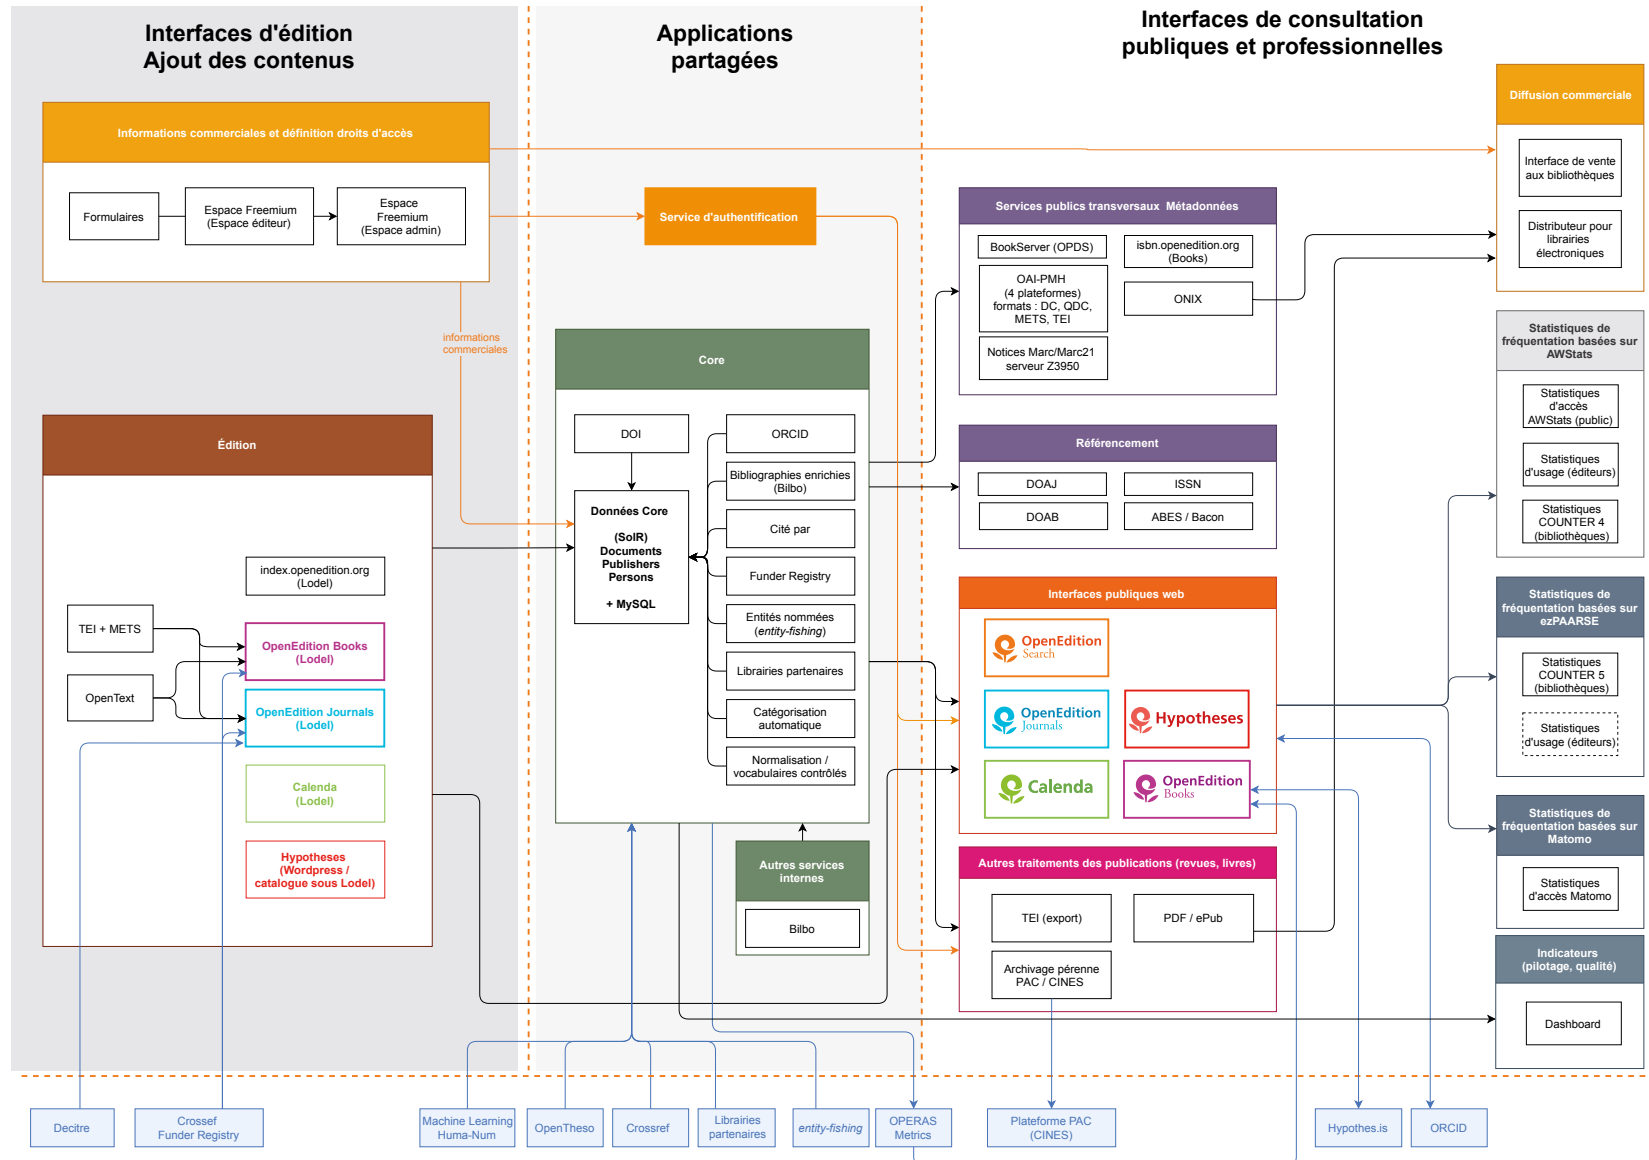 Interfaces d'édition
Ajout des contenus
Applications
partagées
Interfaces de consultation
publiques et professionnelles
Informations commerciales et définition droits d'accès
Formulaires
Espace Freemium
(Espace éditeur)
Espace
Freemium
(Espace admin)
informations
commerciales
Édition
index.openedition.org
(Lodel)
TEI + METS
OpenText
OpenEdition Books
(Lodel)
OpenEdition Journals
(Lodel)
Calenda
(Lodel)
Hypotheses
(Wordpress /
catalogue sous Lodel)
Service d'authentification
Core
DOI
Données Core
(SolR)
Documents
Publishers
Persons
+ MySQL
ORCID
Bibliographies enrichies
(Bilbo)
Cité par
Funder Registry
Entités nommées
(entity-fishing)
Librairies partenaires
Catégorisation
automatique
Normalisation /
vocabulaires contrôlés
Autres services
internes
Bilbo
Services publics transversaux Métadonnées
BookServer (OPDS)
isbn.openedition.org
(Books)
OAI-PMH
(4 plateformes)
formats : DC, QDC,
METS, TEI
ONIX
Notices Marc/Marc21
serveur Z3950
Référencement
DOAJ
ISSN
DOAB
ABES / Bacon
Interfaces publiques web
OpenEdition
Search
OpenEdition
Journals
Hypotheses
Calenda
OpenEdition
Books
Autres traitements des publications (revues, livres)
TEI (export)
PDF / ePub
Archivage pérenne
PAC / CINES
Diffusion commerciale
Interface de vente
aux bibliothèques
Distributeur pour
librairies
électroniques
Statistiques de
fréquentation basées sur
AWStats
Statistiques
d'accès
AWStats (public)
Statistiques
d'usage (éditeurs)
Statistiques
COUNTER 4
(bibliothèques)
Statistiques de
fréquentation basées sur
ezPAARSE
Statistiques
COUNTER 5
(bibliothèques)
Statistiques
d'usage (éditeurs)
Statistiques de
fréquentation basées sur
Matomo
Statistiques
d'accès Matomo
Indicateurs
(pilotage, qualité)
Dashboard
Decitre
Crossef
Funder Registry
Machine Learning
Huma-Num
OpenTheso
Crossref
Librairies
partenaires
entity-fishing
OPERAS
Metrics
Plateforme PAC
(CINES)
Hypothes.is
ORCID